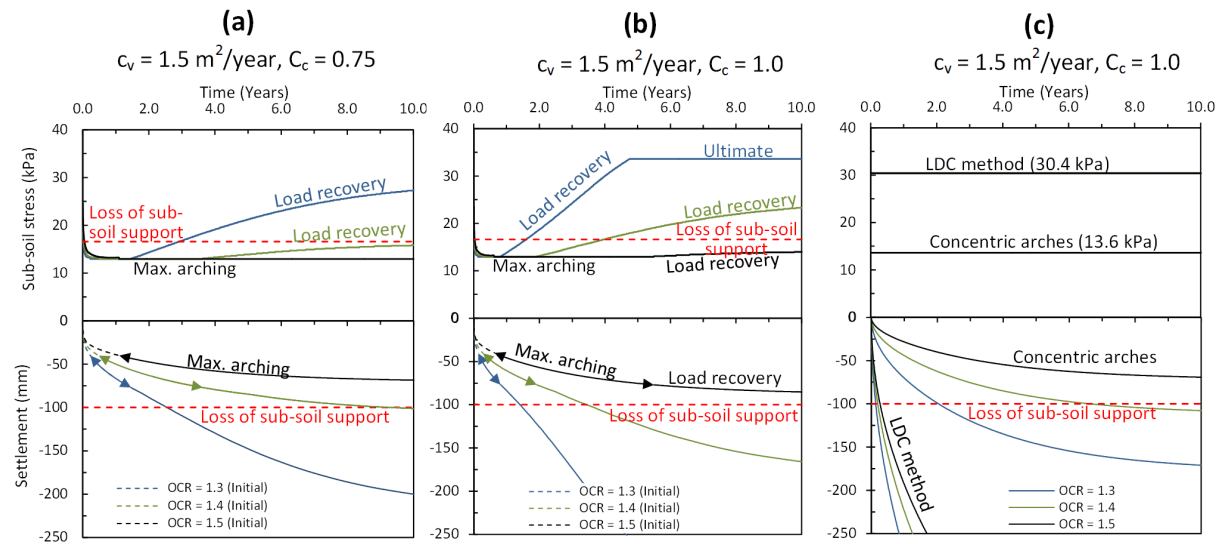 (a)
c_v = 1.5 m²/year, C_c = 0.75
Time (Years)
0.0 2.0 4.0 6.0 8.0 10.0
Sub-soil stress (kPa)
40
30
20
10
0
Loss of sub-
soil support
Load recovery
Load recovery
Max. arching
Settlement (mm)
-50
-100
-150
-200
-250
Max. arching
Loss of sub-soil support
OCR = 1.3 (Initial)
OCR = 1.4 (Initial)
OCR = 1.5 (Initial)
(b)
c_v = 1.5 m²/year, C_c = 1.0
Time (Years)
0.0 2.0 4.0 6.0 8.0 10.0
40
30
20
10
0
Ultimate
Load recovery
Load recovery
Loss of sub-soil
support
Max. arching
Load recovery
0
-50
-100
-150
-200
-250
Max. arching
Load recovery
Loss of sub-soil support
OCR = 1.3 (Initial)
OCR = 1.4 (Initial)
OCR = 1.5 (Initial)
(c)
c_v = 1.5 m²/year, C_c = 1.0
Time (Years)
0.0 2.0 4.0 6.0 8.0 10.0
40
30
20
10
0
LDC method (30.4 kPa)
Concentric arches (13.6 kPa)
-50
-100
-150
-200
-250
Concentric arches
Loss of sub-soil support
LDC method
OCR = 1.3
OCR = 1.4
OCR = 1.5